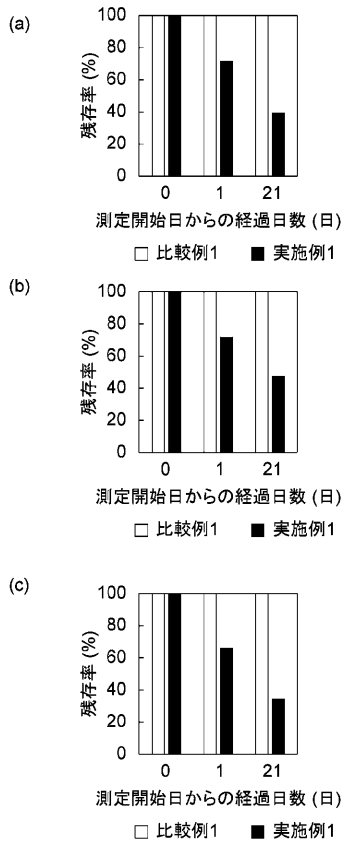 (a)
残存率 (%)
100
80
60
40
20
0
0 1 21
測定開始日からの経過日数 (日)
□ 比較例1 ■ 実施例1
(b)
残存率 (%)
100
80
60
40
20
0
0 1 21
測定開始日からの経過日数 (日)
□ 比較例1 ■ 実施例1
(c)
残存率 (%)
100
80
60
40
20
0
0 1 21
測定開始日からの経過日数 (日)
□ 比較例1 ■ 実施例1